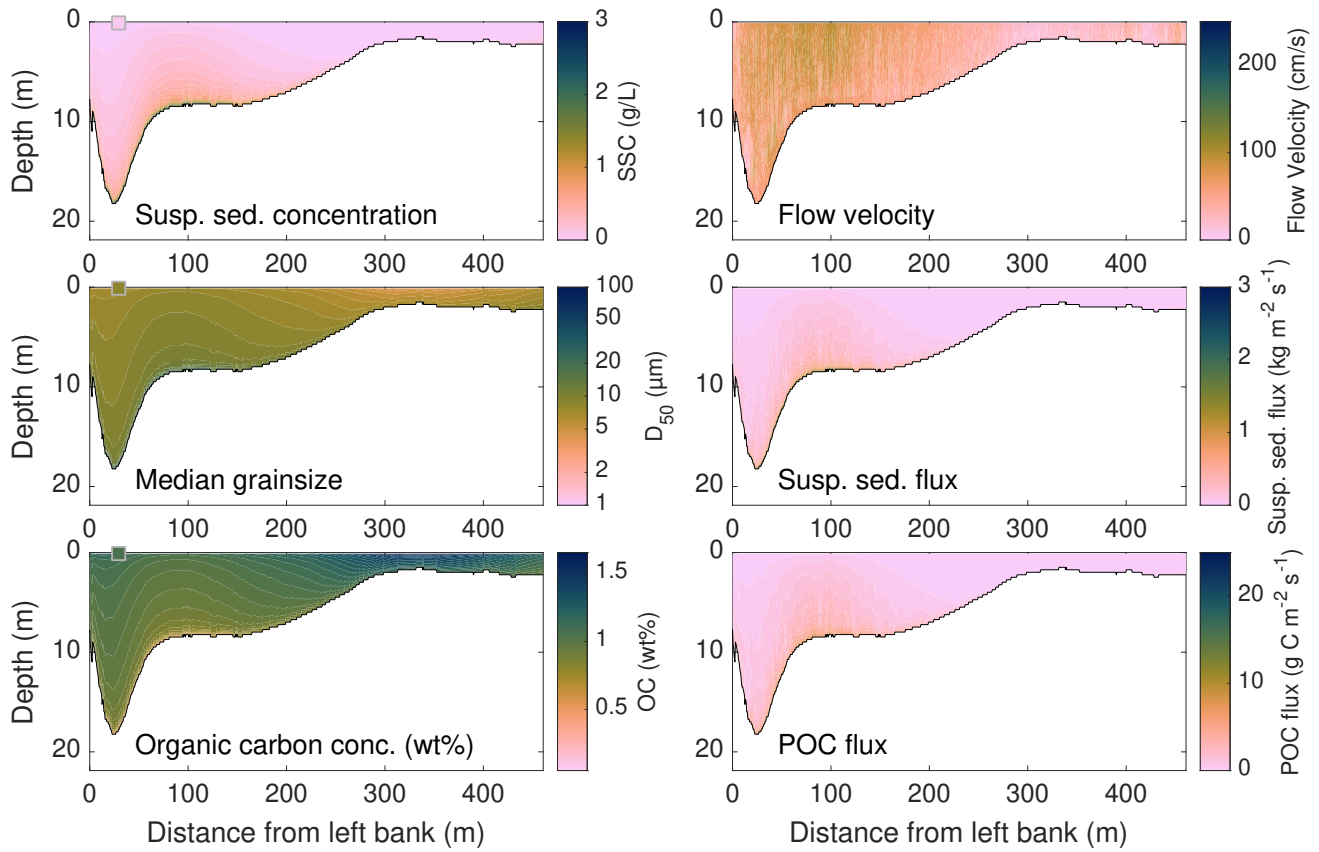 0
10
20
Depth (m)
Susp. sed. concentration
0 100 200 300 400
3
2
1
0
SSC (g/L)
0
10
20
Flow velocity
0 100 200 300 400
200
100
0
Flow Velocity (cm/s)
0
10
20
Depth (m)
Median grainsize
0 100 200 300 400
100
50
20
10
5
2
1
D50 (μm)
0
10
20
Susp. sed. flux
0 100 200 300 400
3
2
1
0
Susp. sed. flux (kg m-2 s-1)
0
10
20
Depth (m)
Organic carbon conc. (wt%)
0 100 200 300 400
Distance from left bank (m)
1.5
1
0.5
OC (wt%)
0
10
20
POC flux
0 100 200 300 400
Distance from left bank (m)
20
10
0
POC flux (g C m-2 s-1)